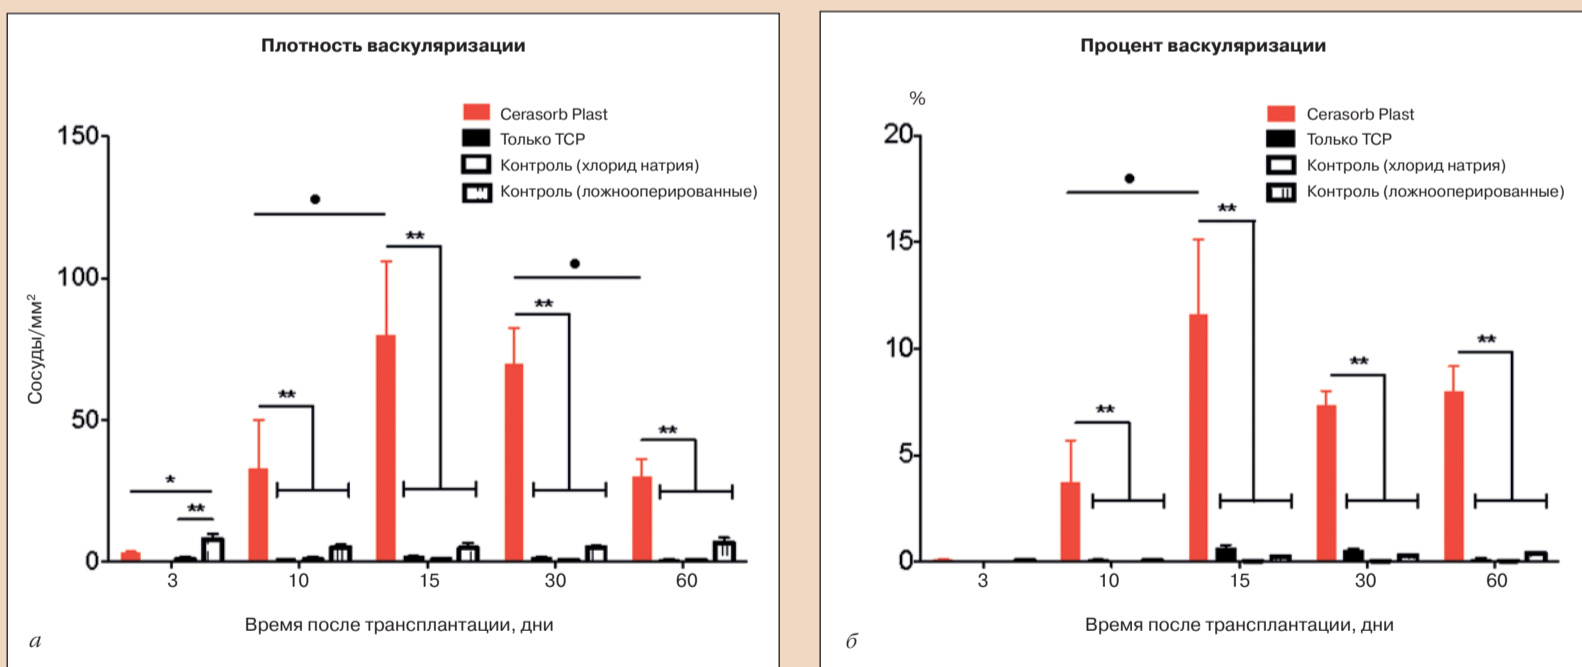 Плотность васкуляризации
Cerasorb Plast
Только TCP
Контроль (хлорид натрия)
Контроль (ложнооперированные)
150
100
50
0
Сосуды/мм²
*
**
**
**
**
**
3
10
15
30
60
Время после трансплантации, дни
а
Процент васкуляризации
%
Cerasorb Plast
Только TCP
Контроль (хлорид натрия)
Контроль (ложнооперированные)
20
15
10
5
0
**
**
**
**
3
10
15
30
60
Время после трансплантации, дни
б